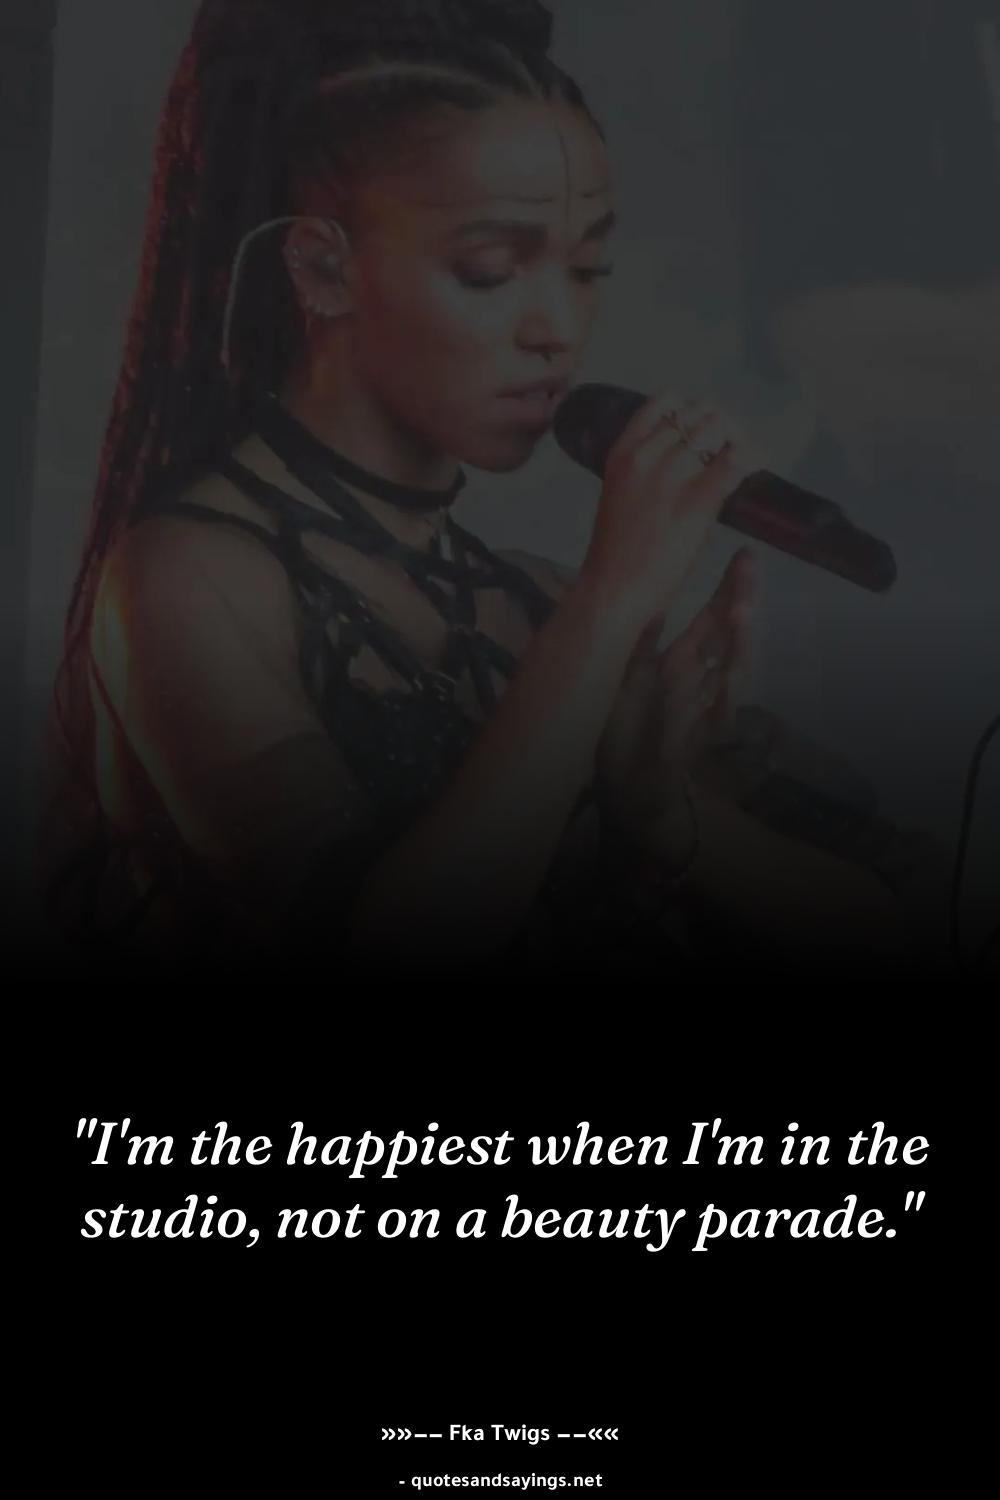 "I'm the happiest when I'm in the
studio, not on a beauty parade."
»»−− Fka Twigs −−««
- quotesandsayings.net